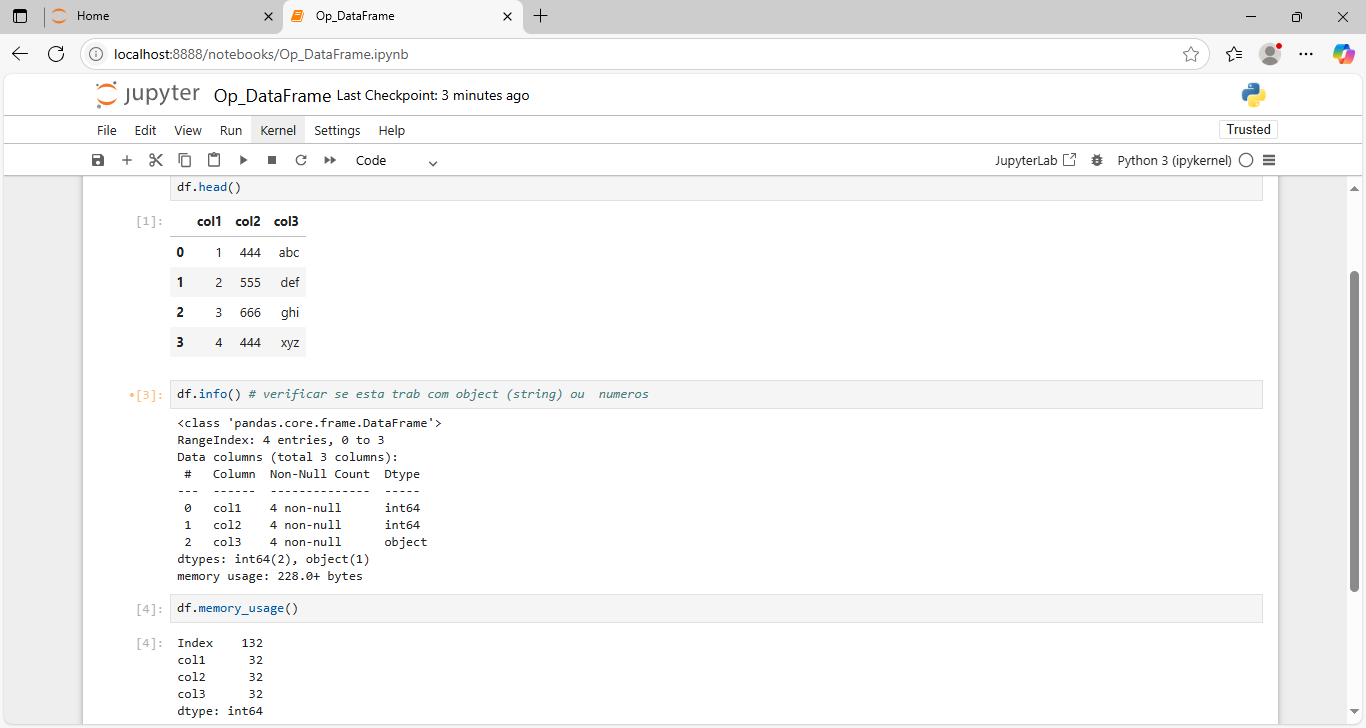 Home
Op_DataFrame
localhost:8888/notebooks/Op_DataFrame.ipynb
jupyter Op_DataFrame Last Checkpoint: 3 minutes ago
File Edit View Run Kernel Settings Help Trusted
Code JupyterLab Python 3 (ipykernel)
df.head()
[1]: col1 col2 col3
0 1 444 abc
1 2 555 def
2 3 666 ghi
3 4 444 xyz
•[3]: df.info() # verificar se esta trab com object (string) ou  numeros
<class 'pandas.core.frame.DataFrame'>
RangeIndex: 4 entries, 0 to 3
Data columns (total 3 columns):
 #   Column  Non-Null Count  Dtype
---  ------  --------------  -----
 0   col1    4 non-null      int64
 1   col2    4 non-null      int64
 2   col3    4 non-null      object
dtypes: int64(2), object(1)
memory usage: 228.0+ bytes
[4]: df.memory_usage()
[4]: Index    132
col1      32
col2      32
col3      32
dtype: int64